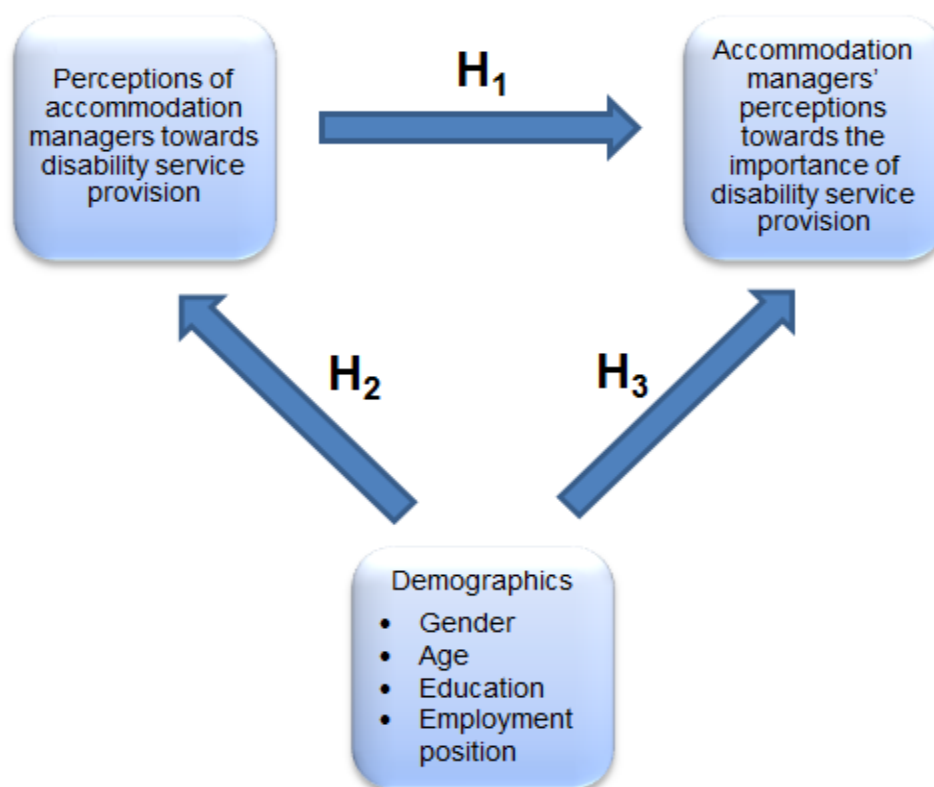 Perceptions of
accommodation
managers towards
disability service
provision
H₁
Accommodation
managers’
perceptions
towards the
importance of
disability service
provision
H₂
H₃
Demographics
• Gender
• Age
• Education
• Employment
position